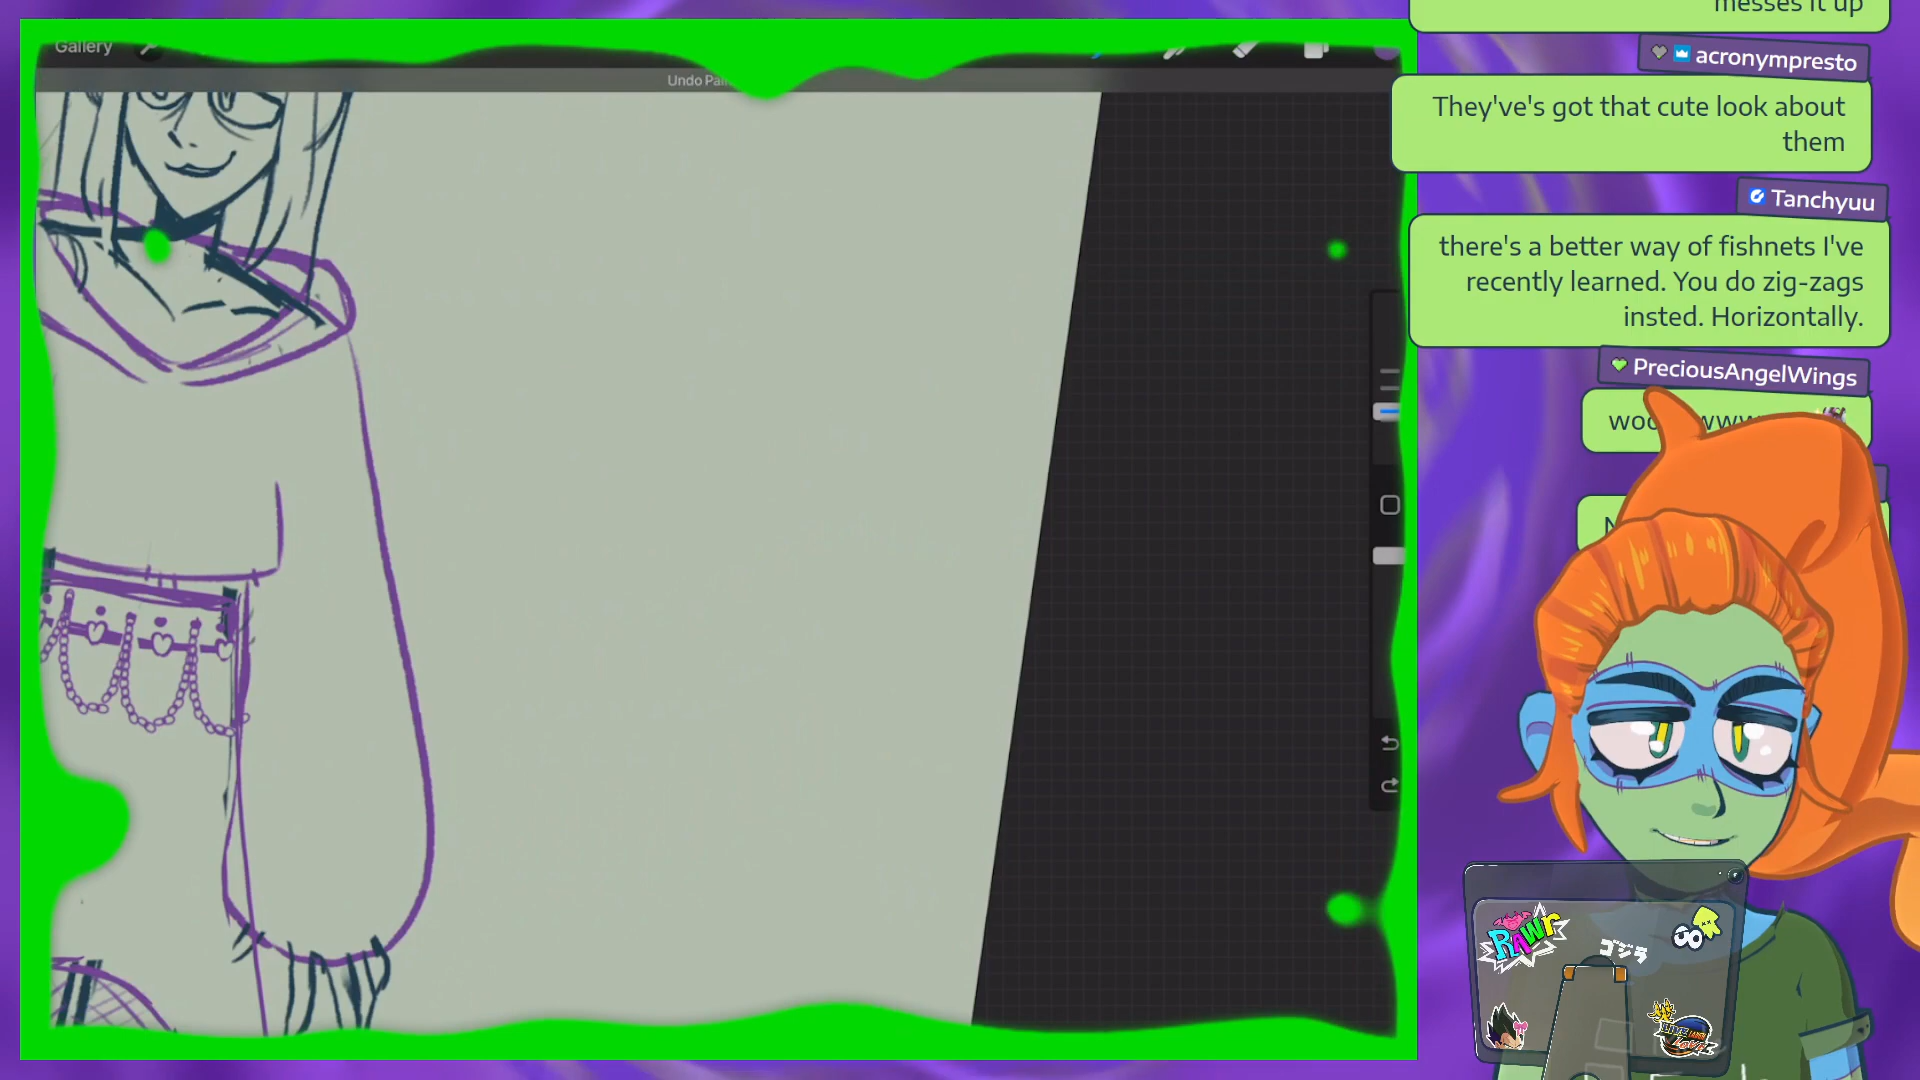 Gallery
Undo
messes it up
acronympresto
They've's got that cute look about
them
Tanchyuu
there's a better way of fishnets I've
recently learned. You do zig-zags
insted. Horizontally.
PreciousAngelWings
RAWr
ゴジラ